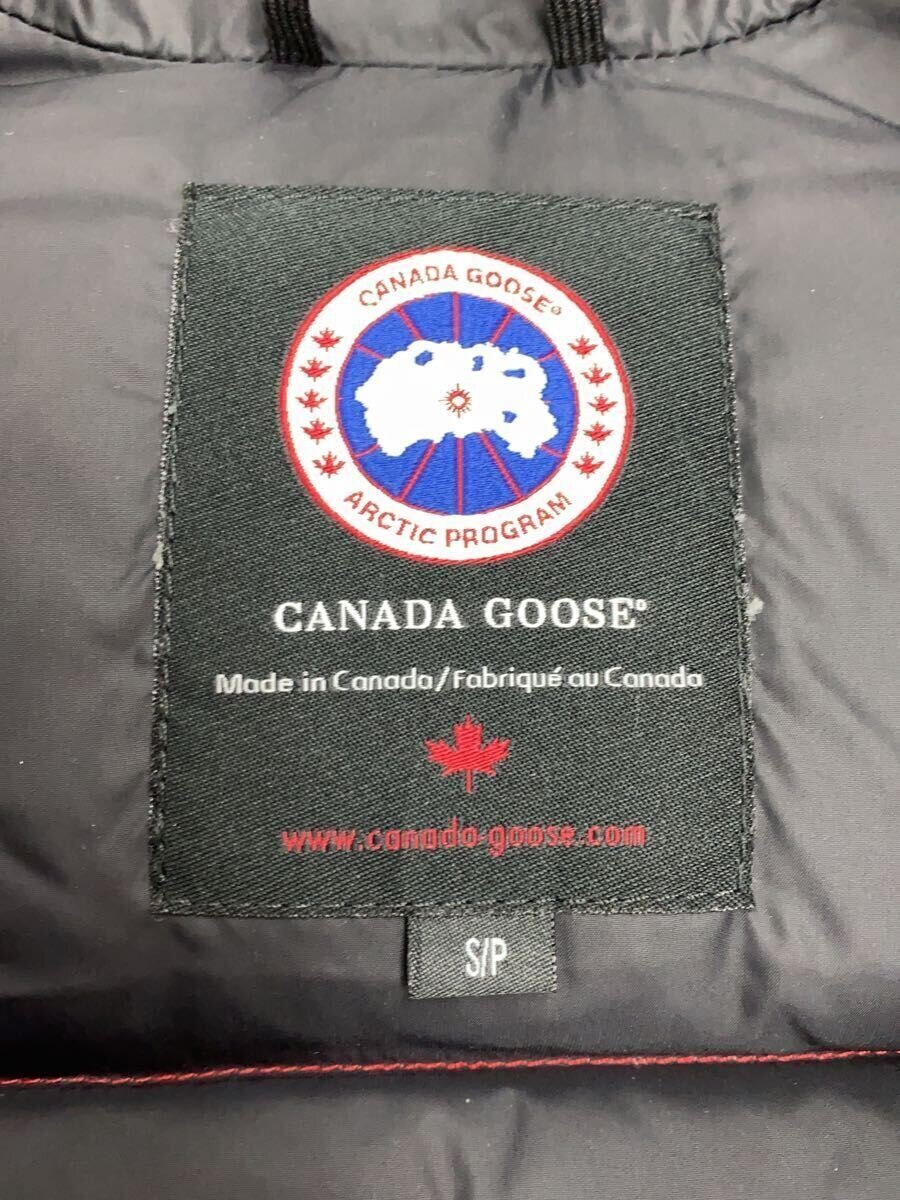 CANADA GOOSE®
ARCTIC PROGRAM
CANADA GOOSE®
Made in Canada/Fabriqué au Canada
www.canada-goose.com
S/P